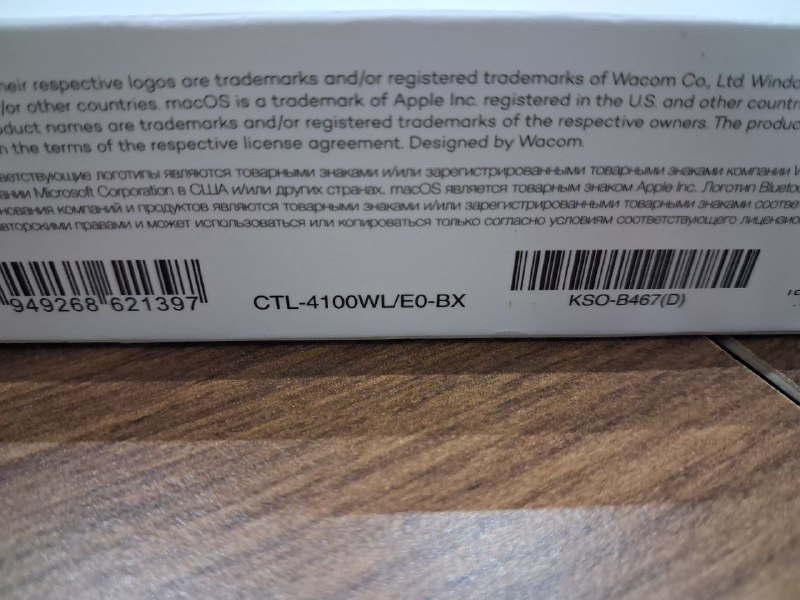 heir respective logos are trademarks and/or registered trademarks of Wacom Co., Ltd. Windo
/or other countries. macOS is a trademark of Apple Inc. registered in the U.S. and other countri
oduct names are trademarks and/or registered trademarks of the respective owners. The produc
n the terms of the respective license agreement. Designed by Wacom.
етствующие логотипы являются товарными знаками и/или зарегистрированными товарными знаками компании W
ании Microsoft Corporation в США и/или других странах. macOS является товарным знаком Apple Inc. Логотип Bluetoo
нования компаний и продуктов являются товарными знаками и/или зарегистрированными товарными знаками соотве
авторскими правами и может использоваться или копироваться только согласно условиям соответствующего лицензио
949268 621397
CTL-4100WL/E0-BX
KSO-B467(D)